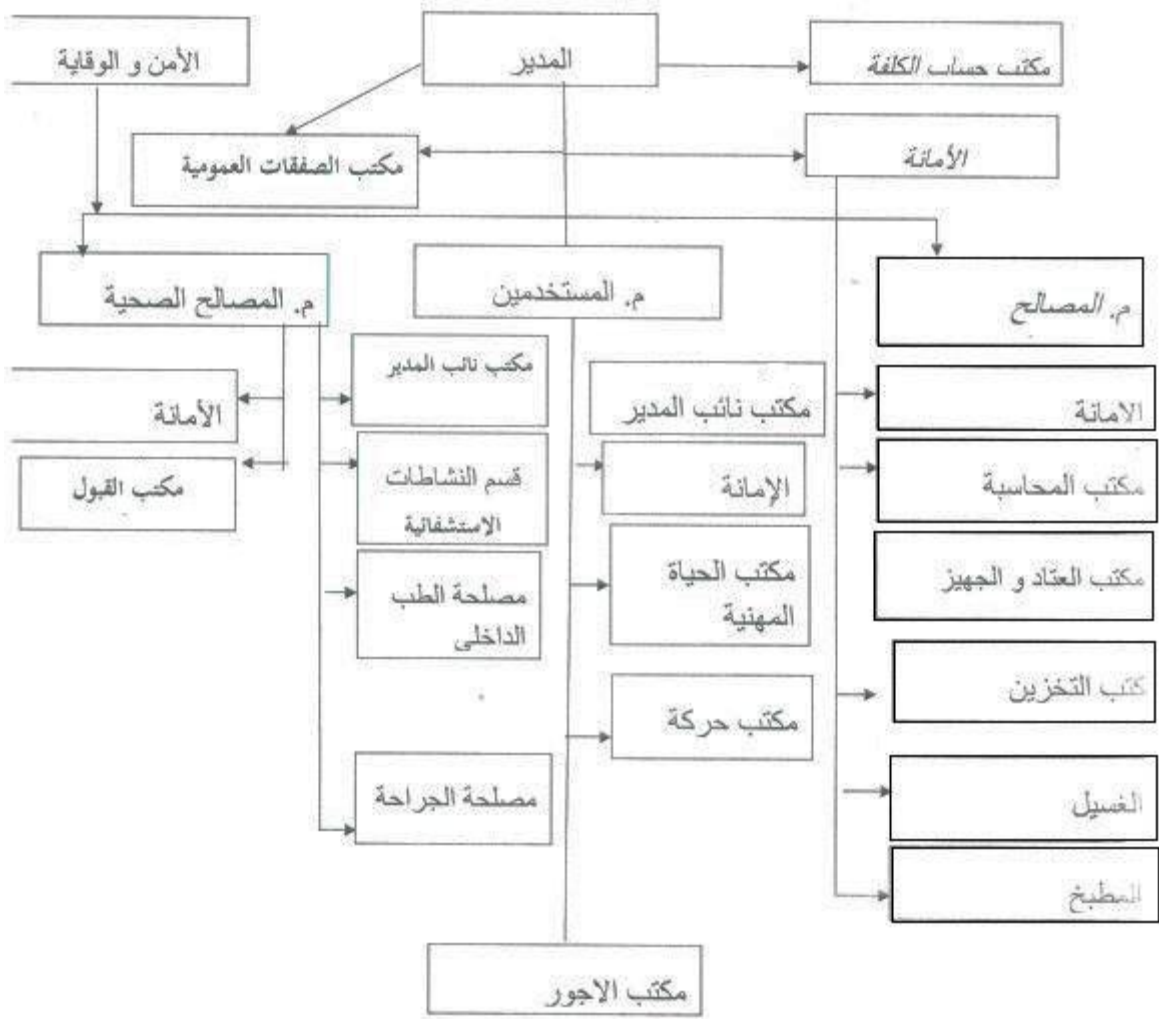 الأمن و الوقاية
المدير
مكتب حساب الكلفة
مكتب الصفقات العمومية
الأمانة
م. المصالح الصحية
م. المستخدمين
م. المصالح
مكتب نائب المدير
مكتب نائب المدير
الامانة
الأمانة
قسم النشاطات
الاستشفائية
الإمانة
مكتب المحاسبة
مكتب القبول
مصلحة الطب
الداخلى
مكتب الحياة
المهنية
مكتب العتاد و الجهيز
كتب التخزين
مكتب حركة
مصلحة الجراحة
الغسيل
المطبخ
مكتب الاجور